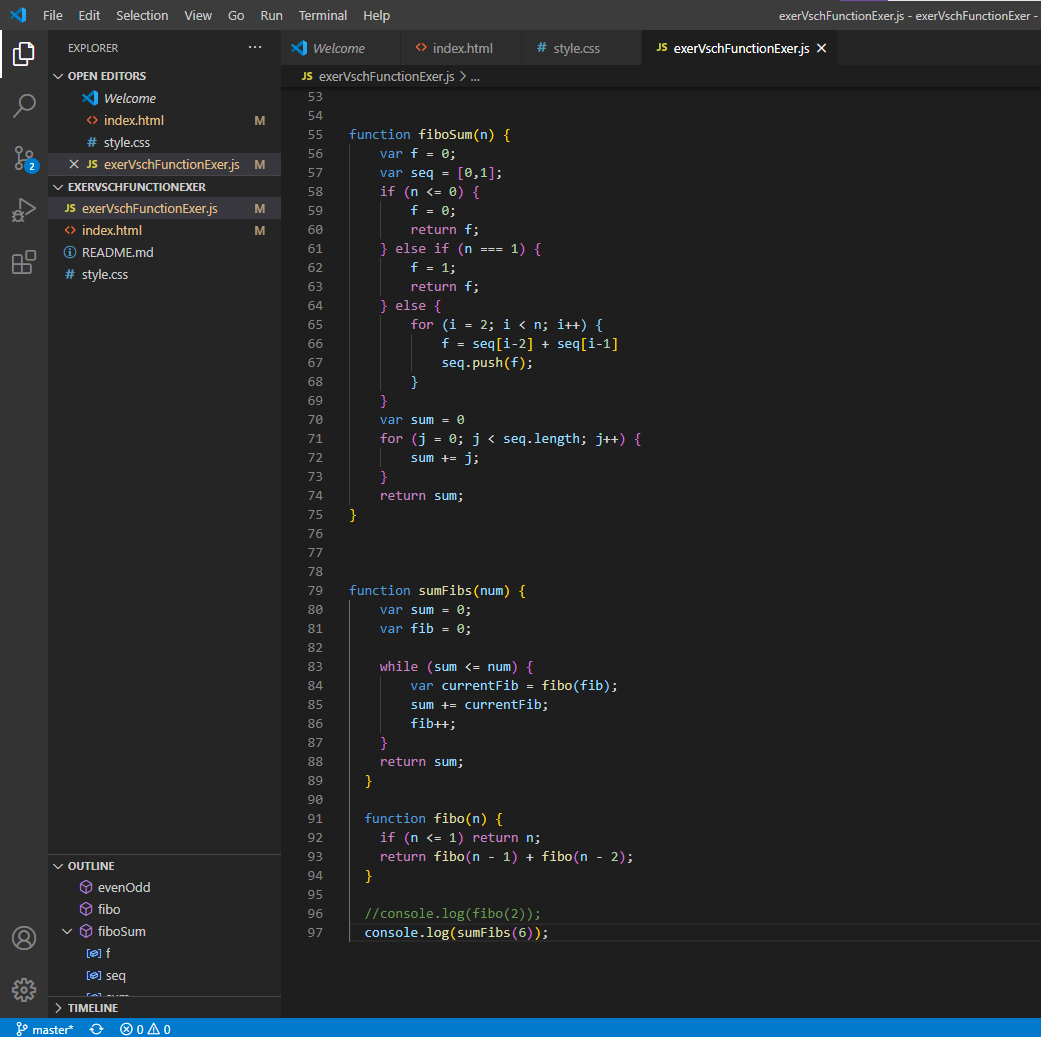 File Edit Selection View Go Run Terminal Help exerVschFunctionExer.js - exerVschFunctionExer -
EXPLORER ...
OPEN EDITORS
Welcome
index.html M
style.css
exerVschFunctionExer.js M
EXERVSCHFUNCTIONEXER
JS exerVschFunctionExer.js M
index.html M
README.md
style.css
OUTLINE
evenOdd
fibo
fiboSum
f
seq
TIMELINE
2
Welcome <> index.html # style.css JS exerVschFunctionExer.js
JS exerVschFunctionExer.js > ...
53
54
55 function fiboSum(n) {
56 var f = 0;
57 var seq = [0,1];
58 if (n <= 0) {
59 f = 0;
60 return f;
61 } else if (n === 1) {
62 f = 1;
63 return f;
64 } else {
65 for (i = 2; i < n; i++) {
66 f = seq[i-2] + seq[i-1]
67 seq.push(f);
68 }
69 }
70 var sum = 0
71 for (j = 0; j < seq.length; j++) {
72 sum += j;
73 }
74 return sum;
75 }
76
77
78
79 function sumFibs(num) {
80 var sum = 0;
81 var fib = 0;
82
83 while (sum <= num) {
84 var currentFib = fibo(fib);
85 sum += currentFib;
86 fib++;
87 }
88 return sum;
89 }
90
91 function fibo(n) {
92 if (n <= 1) return n;
93 return fibo(n - 1) + fibo(n - 2);
94 }
95
96 //console.log(fibo(2));
97 console.log(sumFibs(6));
master* 0 0